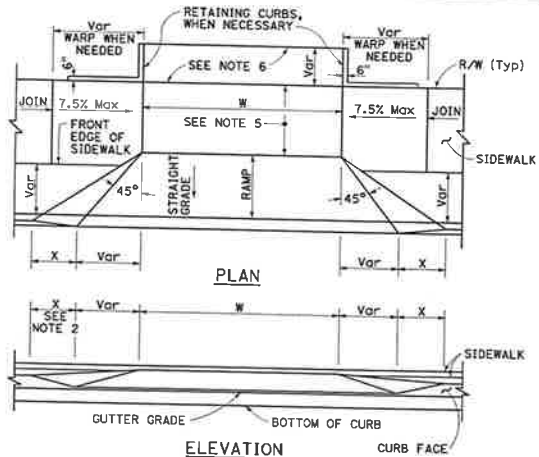 Var
WARP WHEN
NEEDED
RETAINING CURBS,
WHEN NECESSARY
Var
WARP WHEN
NEEDED
6"
SEE NOTE 6
Var
6"
R/W (Typ)
JOIN
7.5% Max
W
7.5% Max
JOIN
FRONT
EDGE OF
SIDEWALK
SEE NOTE 5
SIDEWALK
Var
45°
STRAIGHT
GRADE
RAMP
45°
Var
X
Var
PLAN
Var
X
X
Var
W
Var
X
SEE
NOTE 2
SIDEWALK
GUTTER GRADE
BOTTOM OF CURB
CURB FACE
ELEVATION